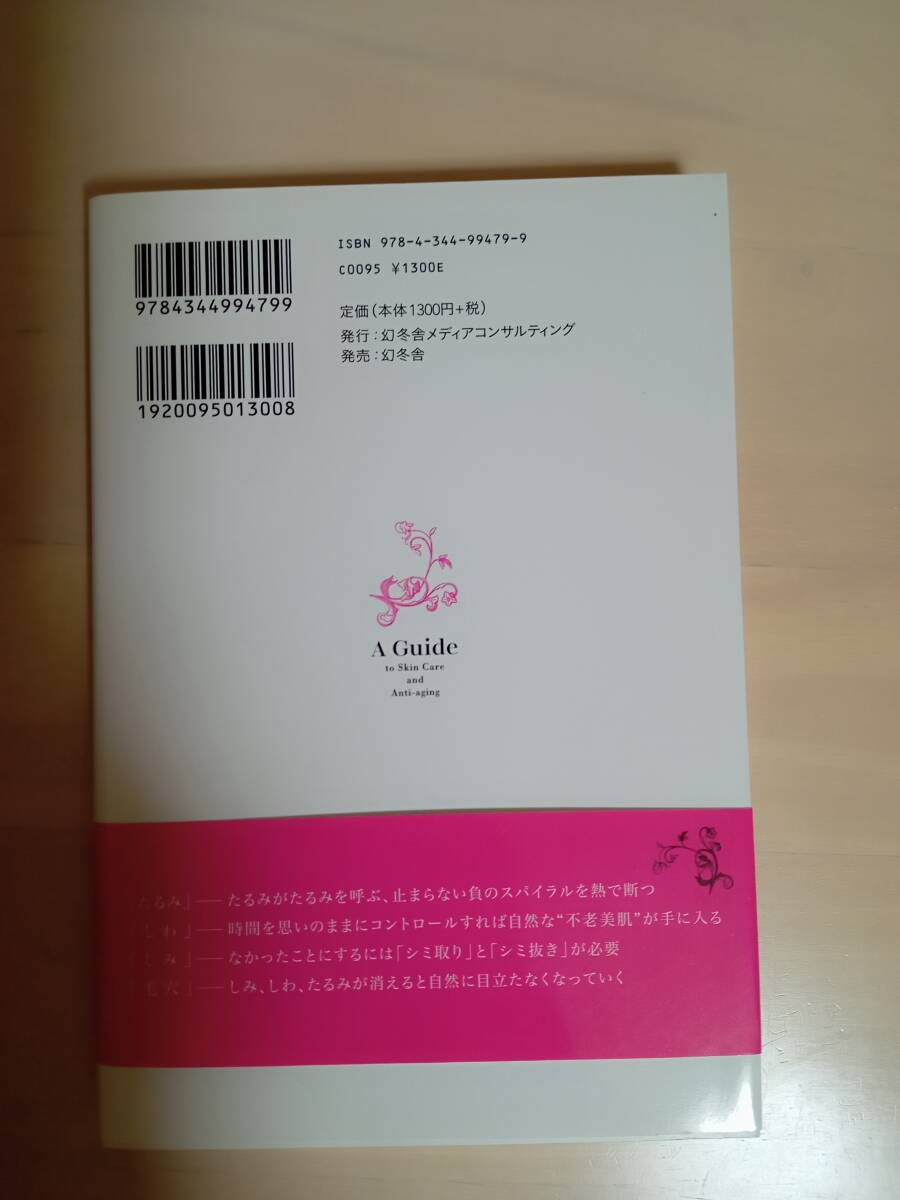 ISBN 978-4-344-99479-9
C0095 ¥1300E
9784344994799
定価(本体1300円+税)
発行:幻冬舎メディアコンサルティング
発売:幻冬舎
1920095013008
A Guide
to Skin Care
and
Anti-aging
たるみ」── たるみがたるみを呼ぶ、止まらない負のスパイラルを熱で断つ
しわ」── 時間を思いのままにコントロールすれば自然な“不老美肌”が手に入る
しみ」── なかったことにするには「シミ取り」と「シミ抜き」が必要
毛穴」── しみ、しわ、たるみが消えると自然に目立たなくなっていく